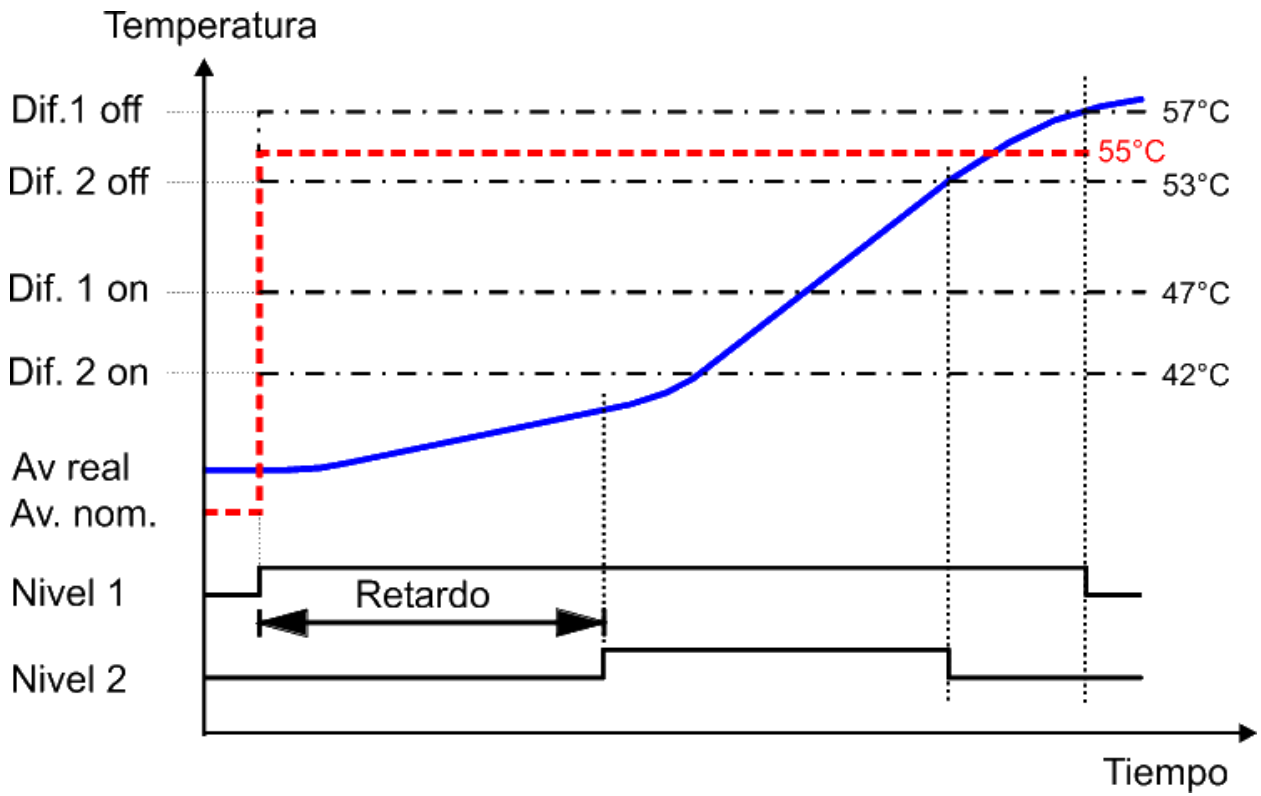 Temperatura
Dif.1 off
57°C
55°C
Dif. 2 off
53°C
Dif. 1 on
47°C
Dif. 2 on
42°C
Av real
Av. nom.
Nivel 1
Retardo
Nivel 2
Tiempo